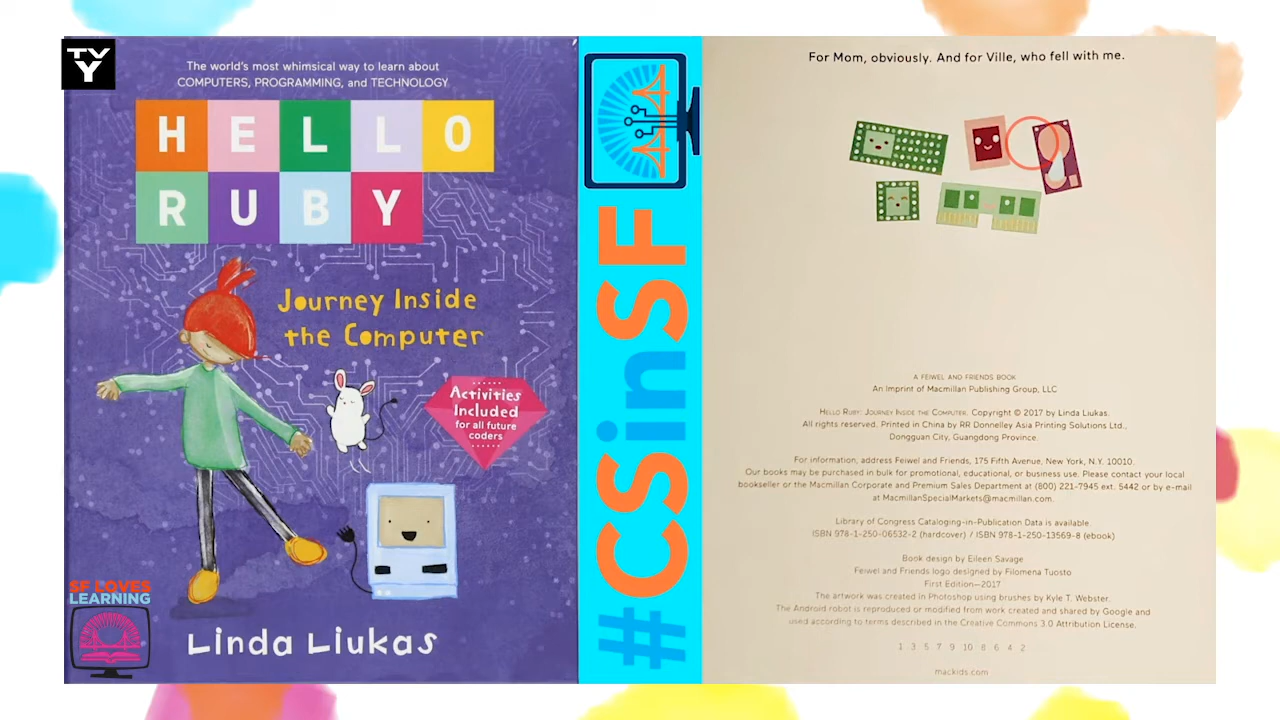 TV
Y
The world's most whimsical way to learn about
COMPUTERS, PROGRAMMING, and TECHNOLOGY
HELLO
RUBY
Journey Inside
the Computer
Activities
Included
for all future
coders
SF LOVES
LEARNING
Linda Liukas
#CSinSF
For Mom, obviously. And for Ville, who fell with me.
A FEIWEL AND FRIENDS BOOK
An Imprint of Macmillan Publishing Group, LLC
HELLO RUBY: JOURNEY INSIDE THE COMPUTER. Copyright © 2017 by Linda Liukas.
All rights reserved. Printed in China by RR Donnelley Asia Printing Solutions Ltd.,
Dongguan City, Guangdong Province.
For information, address Feiwel and Friends, 175 Fifth Avenue, New York, N.Y. 10010.
Our books may be purchased in bulk for promotional, educational, or business use. Please contact your local
bookseller or the Macmillan Corporate and Premium Sales Department at (800) 221-7945 ext. 5442 or by e-mail
at MacmillanSpecialMarkets@macmillan.com.
Library of Congress Cataloging-in-Publication Data is available.
ISBN 978-1-250-06532-2 (hardcover) / ISBN 978-1-250-13569-8 (ebook)
Book design by Eileen Savage
Feiwel and Friends logo designed by Filomena Tuosto
First Edition—2017
The artwork was created in Photoshop using brushes by Kyle T. Webster.
The Android robot is reproduced or modified from work created and shared by Google and
used according to terms described in the Creative Commons 3.0 Attribution License.
1 3 5 7 9 10 8 6 4 2
mackids.com